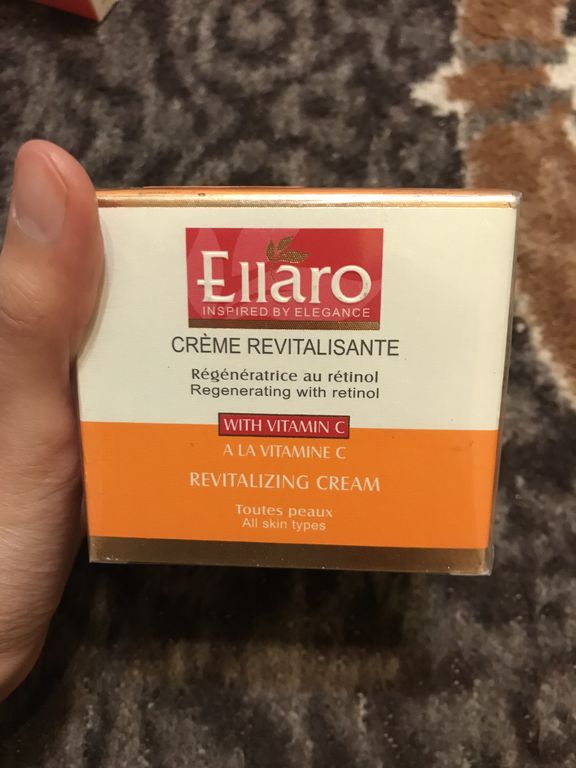 Ellaro
INSPIRED BY ELEGANCE
CRÈME REVITALISANTE
Régénératrice au rétinol
Regenerating with retinol
WITH VITAMIN C
A LA VITAMINE C
REVITALIZING CREAM
Toutes peaux
All skin types